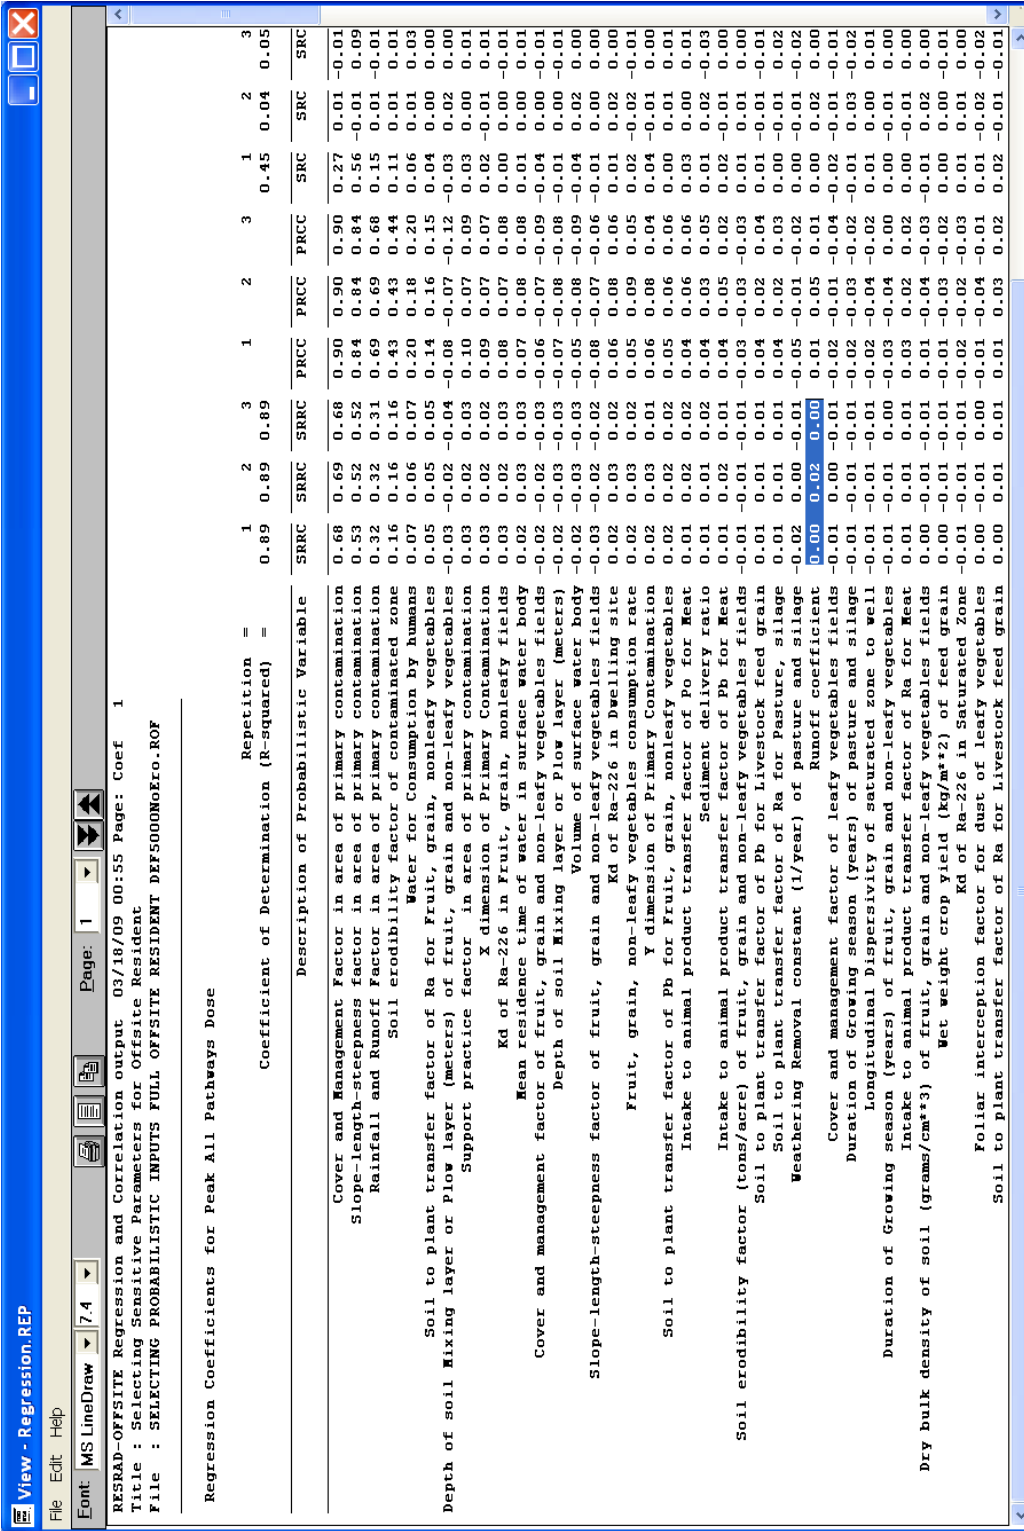 View - Regression.REP
File Edit Help
Font: MS LineDraw 7.4 Page: 1
RESRAD-OFFSITE Regression and Correlation output 03/18/09 00:55 Page: Coef 1
Title : Selecting Sensitive Parameters for Offsite Resident
File : SELECTING PROBABILISTIC INPUTS FULL OFFSITE RESIDENT DEF5000NoEro.ROF
Regression Coefficients for Peak All Pathways Dose
Repetition = 1 2 3 1 2 3 1 2 3
Coefficient of Determination (R-squared) = 0.89 0.89 0.89 0.45 0.04 0.05
Description of Probabilistic Variable SRRC SRRC SRRC PRCC PRCC PRCC SRC SRC SRC
Cover and Management Factor in area of primary contamination 0.68 0.69 0.68 0.90 0.90 0.90 0.27 0.01 -0.01
Slope-length-steepness factor in area of primary contamination 0.53 0.52 0.52 0.84 0.84 0.84 0.56 -0.01 0.09
Rainfall and Runoff Factor in area of primary contamination 0.32 0.32 0.31 0.69 0.69 0.68 0.15 -0.01 -0.01
Soil erodibility factor of contaminated zone 0.16 0.16 0.16 0.43 0.43 0.44 0.11 0.01 0.01
Water for Consumption by humans 0.07 0.06 0.07 0.20 0.18 0.20 0.06 0.01 0.03
Soil to plant transfer factor of Ra for Fruit, grain, nonleafy vegetables 0.05 0.05 0.05 0.14 0.16 0.15 0.04 0.00 0.00
Depth of soil Mixing layer or Plow layer (meters) of fruit, grain and non-leafy vegetables -0.03 -0.02 -0.04 -0.08 -0.07 -0.12 -0.03 -0.02 0.00
Support practice factor in area of primary contamination 0.03 0.02 0.03 0.10 0.07 0.09 0.03 0.00 0.01
X dimension of Primary Contamination 0.03 0.02 0.02 0.09 0.07 0.07 0.02 -0.01 0.01
Kd of Ra-226 in Fruit, grain, nonleafy fields 0.02 0.03 0.03 0.08 0.07 0.08 0.00 0.00 -0.01
Mean residence time of water in surface water body 0.02 0.03 0.03 0.07 0.08 0.08 0.01 0.00 0.01
Cover and management factor of fruit, grain and non-leafy vegetables fields -0.02 -0.02 -0.03 -0.06 -0.07 -0.09 -0.04 0.00 -0.01
Depth of soil Mixing layer or Plow layer (meters) -0.02 -0.03 -0.03 -0.07 -0.08 -0.08 -0.01 0.00 -0.01
Volume of surface water body -0.02 -0.03 -0.03 -0.05 -0.08 -0.09 -0.04 -0.02 0.00
Slope-length-steepness factor of fruit, grain and non-leafy vegetables fields -0.03 -0.02 -0.02 -0.08 -0.07 -0.06 -0.01 0.00 0.00
Kd of Ra-226 in Dwelling site 0.02 0.03 0.02 0.06 0.08 0.06 0.01 0.02 0.00
Fruit, grain, non-leafy vegetables consumption rate 0.02 0.03 0.02 0.05 0.09 0.05 0.02 -0.02 -0.01
Y dimension of Primary Contamination 0.02 0.03 0.01 0.06 0.08 0.04 0.04 -0.01 0.00
Soil to plant transfer factor of Pb for Fruit, grain, nonleafy vegetables 0.02 0.02 0.02 0.05 0.06 0.06 0.00 0.01 -0.01
Intake to animal product transfer factor of Po for Meat 0.01 0.02 0.02 0.04 0.06 0.06 0.03 0.00 0.01
Sediment delivery ratio 0.01 0.01 0.02 0.04 0.03 0.05 0.01 0.02 -0.03
Intake to animal product transfer factor of Pb for Meat 0.02 0.02 0.01 0.04 0.05 0.02 0.02 -0.01 0.01
Soil erodibility factor (tons/acre) of fruit, grain and non-leafy vegetables fields -0.01 -0.01 -0.01 -0.03 -0.03 -0.03 0.01 -0.01 0.00
Soil to plant transfer factor of Pb for Livestock feed grain 0.01 0.01 0.01 0.04 0.02 0.04 0.01 -0.01 0.01
Soil to plant transfer factor of Ra for Pasture, silage 0.01 0.01 0.01 0.04 0.02 0.03 0.00 -0.01 0.02
Weathering Removal constant (1/year) of pasture and silage -0.02 0.00 -0.01 -0.05 -0.01 -0.02 0.00 -0.01 -0.02
Runoff coefficient 0.00 0.02 0.00 0.01 0.05 0.01 0.00 0.02 0.00
Cover and management factor of leafy vegetables fields -0.01 0.00 -0.01 -0.02 -0.01 -0.04 -0.02 -0.04 -0.01
Duration of Growing season (years) of pasture and silage -0.01 -0.01 -0.01 -0.02 -0.03 -0.02 -0.01 -0.03 -0.02
Longitudinal Dispersivity of saturated zone to well -0.01 -0.01 -0.01 -0.02 -0.04 -0.02 0.01 0.00 0.01
Duration of Growing season (years) of fruit, grain and non-leafy vegetables -0.01 -0.01 0.00 -0.03 -0.04 0.00 -0.01 -0.01 0.00
Intake to animal product transfer factor of Ra for Meat 0.01 0.01 0.01 0.03 0.02 0.02 0.00 -0.01 0.01
Dry bulk density of soil (grams/cm**3) of fruit, grain and non-leafy vegetables fields 0.00 -0.01 -0.01 0.01 -0.04 -0.03 -0.01 0.02 0.00
Wet weight crop yield (kg/m**2) of feed grain 0.00 -0.01 -0.01 -0.01 -0.03 -0.02 0.00 0.00 -0.01
Kd of Ra-226 in Saturated Zone -0.01 -0.01 -0.01 -0.02 -0.02 -0.03 0.01 -0.01 0.00
Foliar interception factor for dust of leafy vegetables 0.00 -0.01 0.00 0.01 -0.04 -0.01 0.01 0.02 -0.02
Soil to plant transfer factor of Ra for Livestock feed grain 0.00 0.01 0.01 0.01 0.03 0.02 0.02 -0.01 -0.01